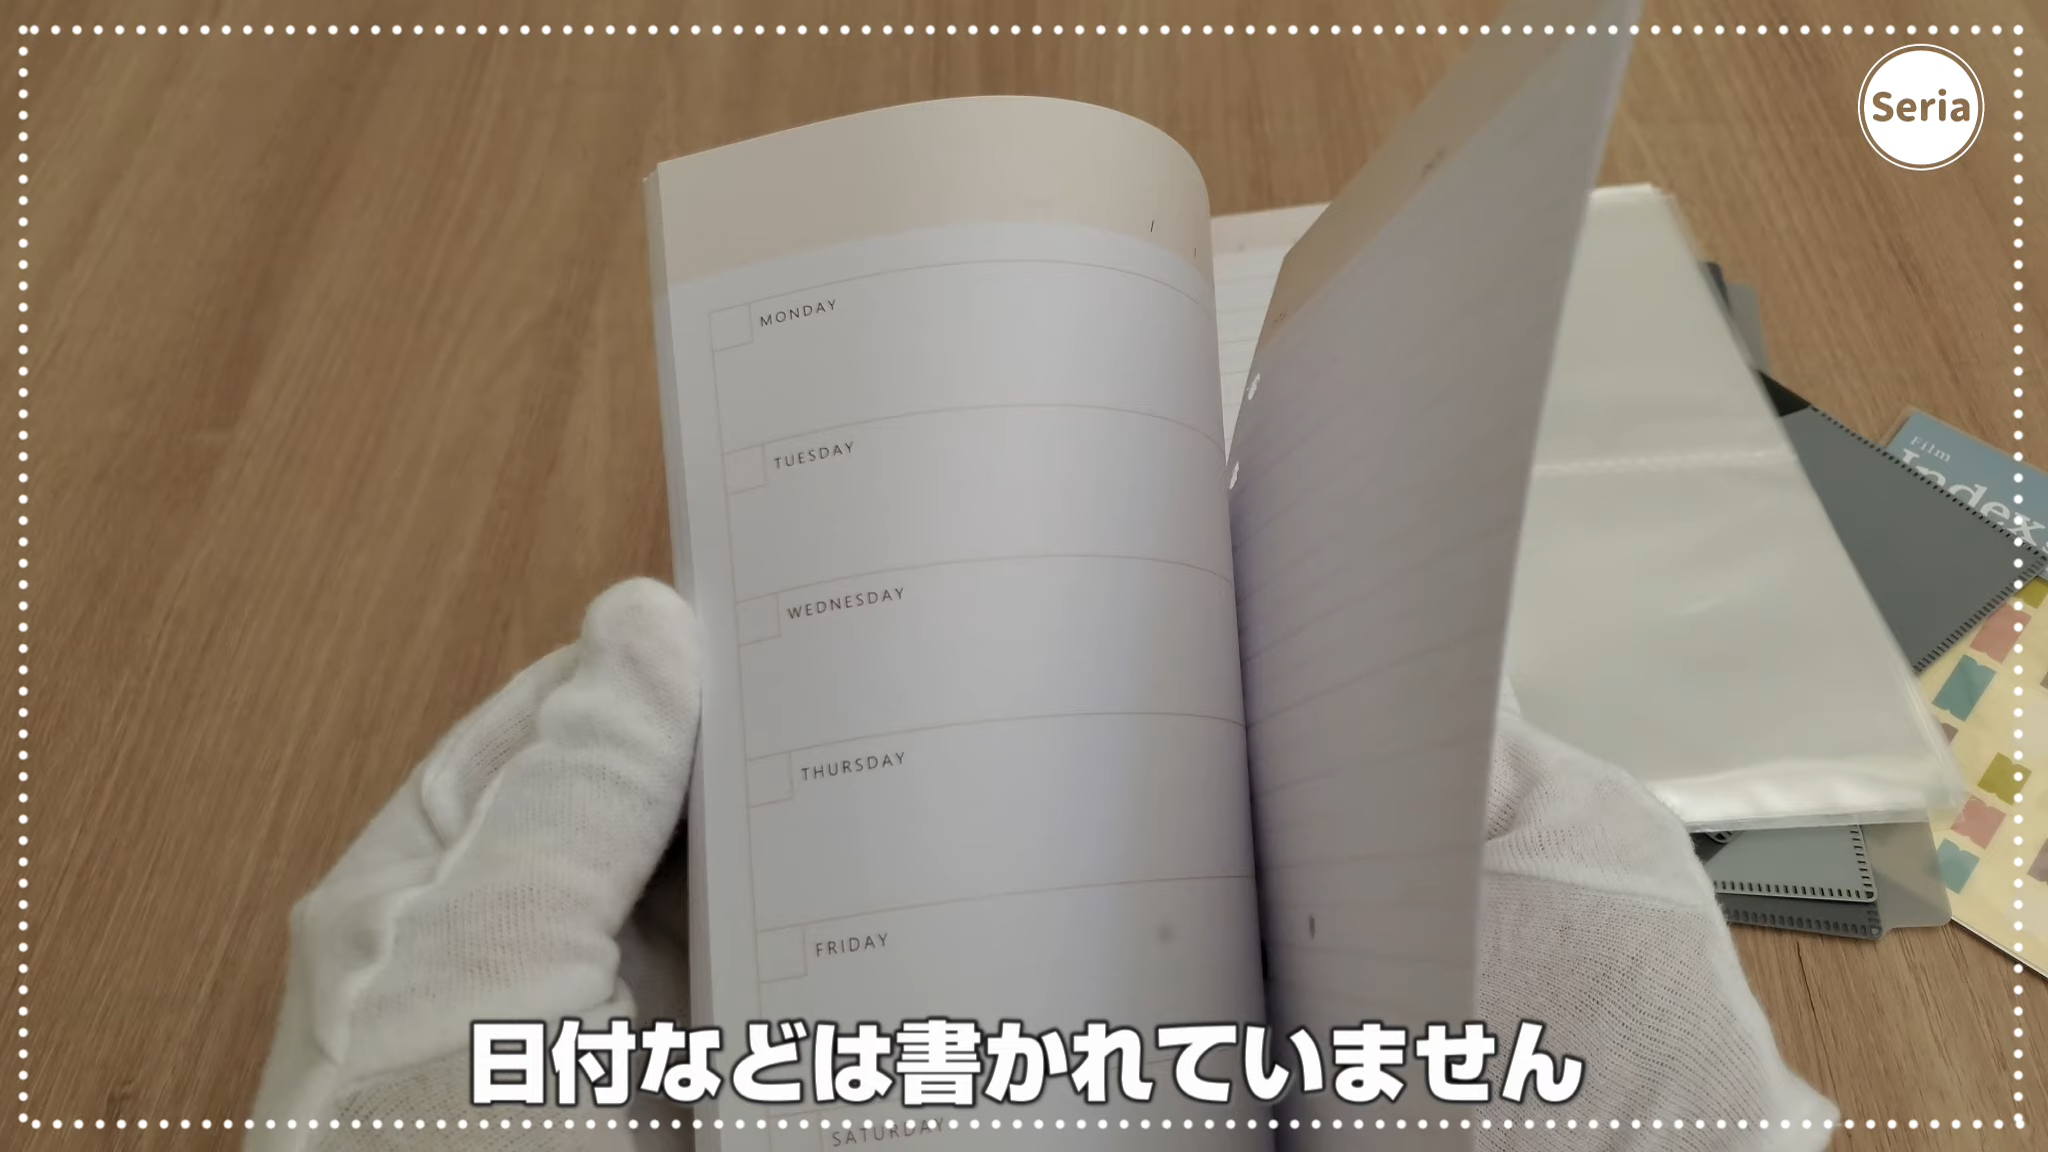 Seria
MONDAY
TUESDAY
WEDNESDAY
THURSDAY
FRIDAY
SATURDAY
Film
Index
日付などは書かれていません